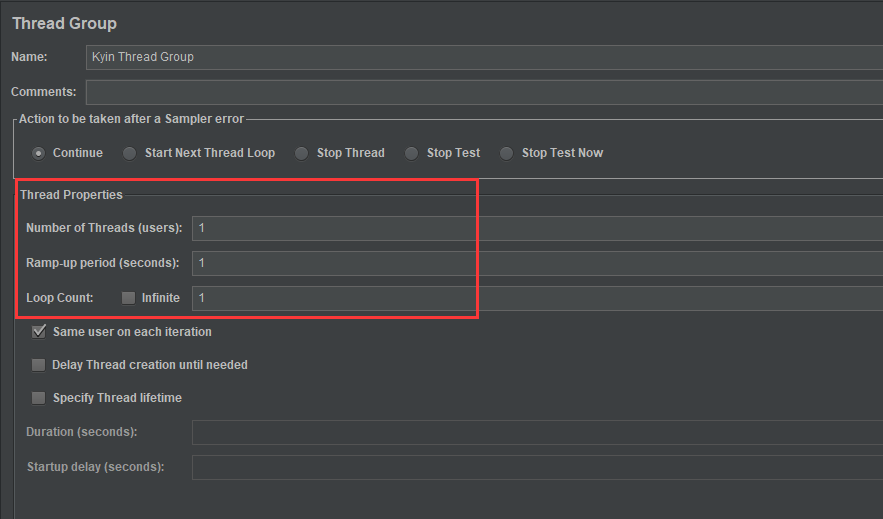 Thread Group
Name: Kyin Thread Group
Comments:
Action to be taken after a Sampler error
Continue Start Next Thread Loop Stop Thread Stop Test Stop Test Now
Thread Properties
Number of Threads (users): 1
Ramp-up period (seconds): 1
Loop Count: Infinite 1
Same user on each iteration
Delay Thread creation until needed
Specify Thread lifetime
Duration (seconds):
Startup delay (seconds):